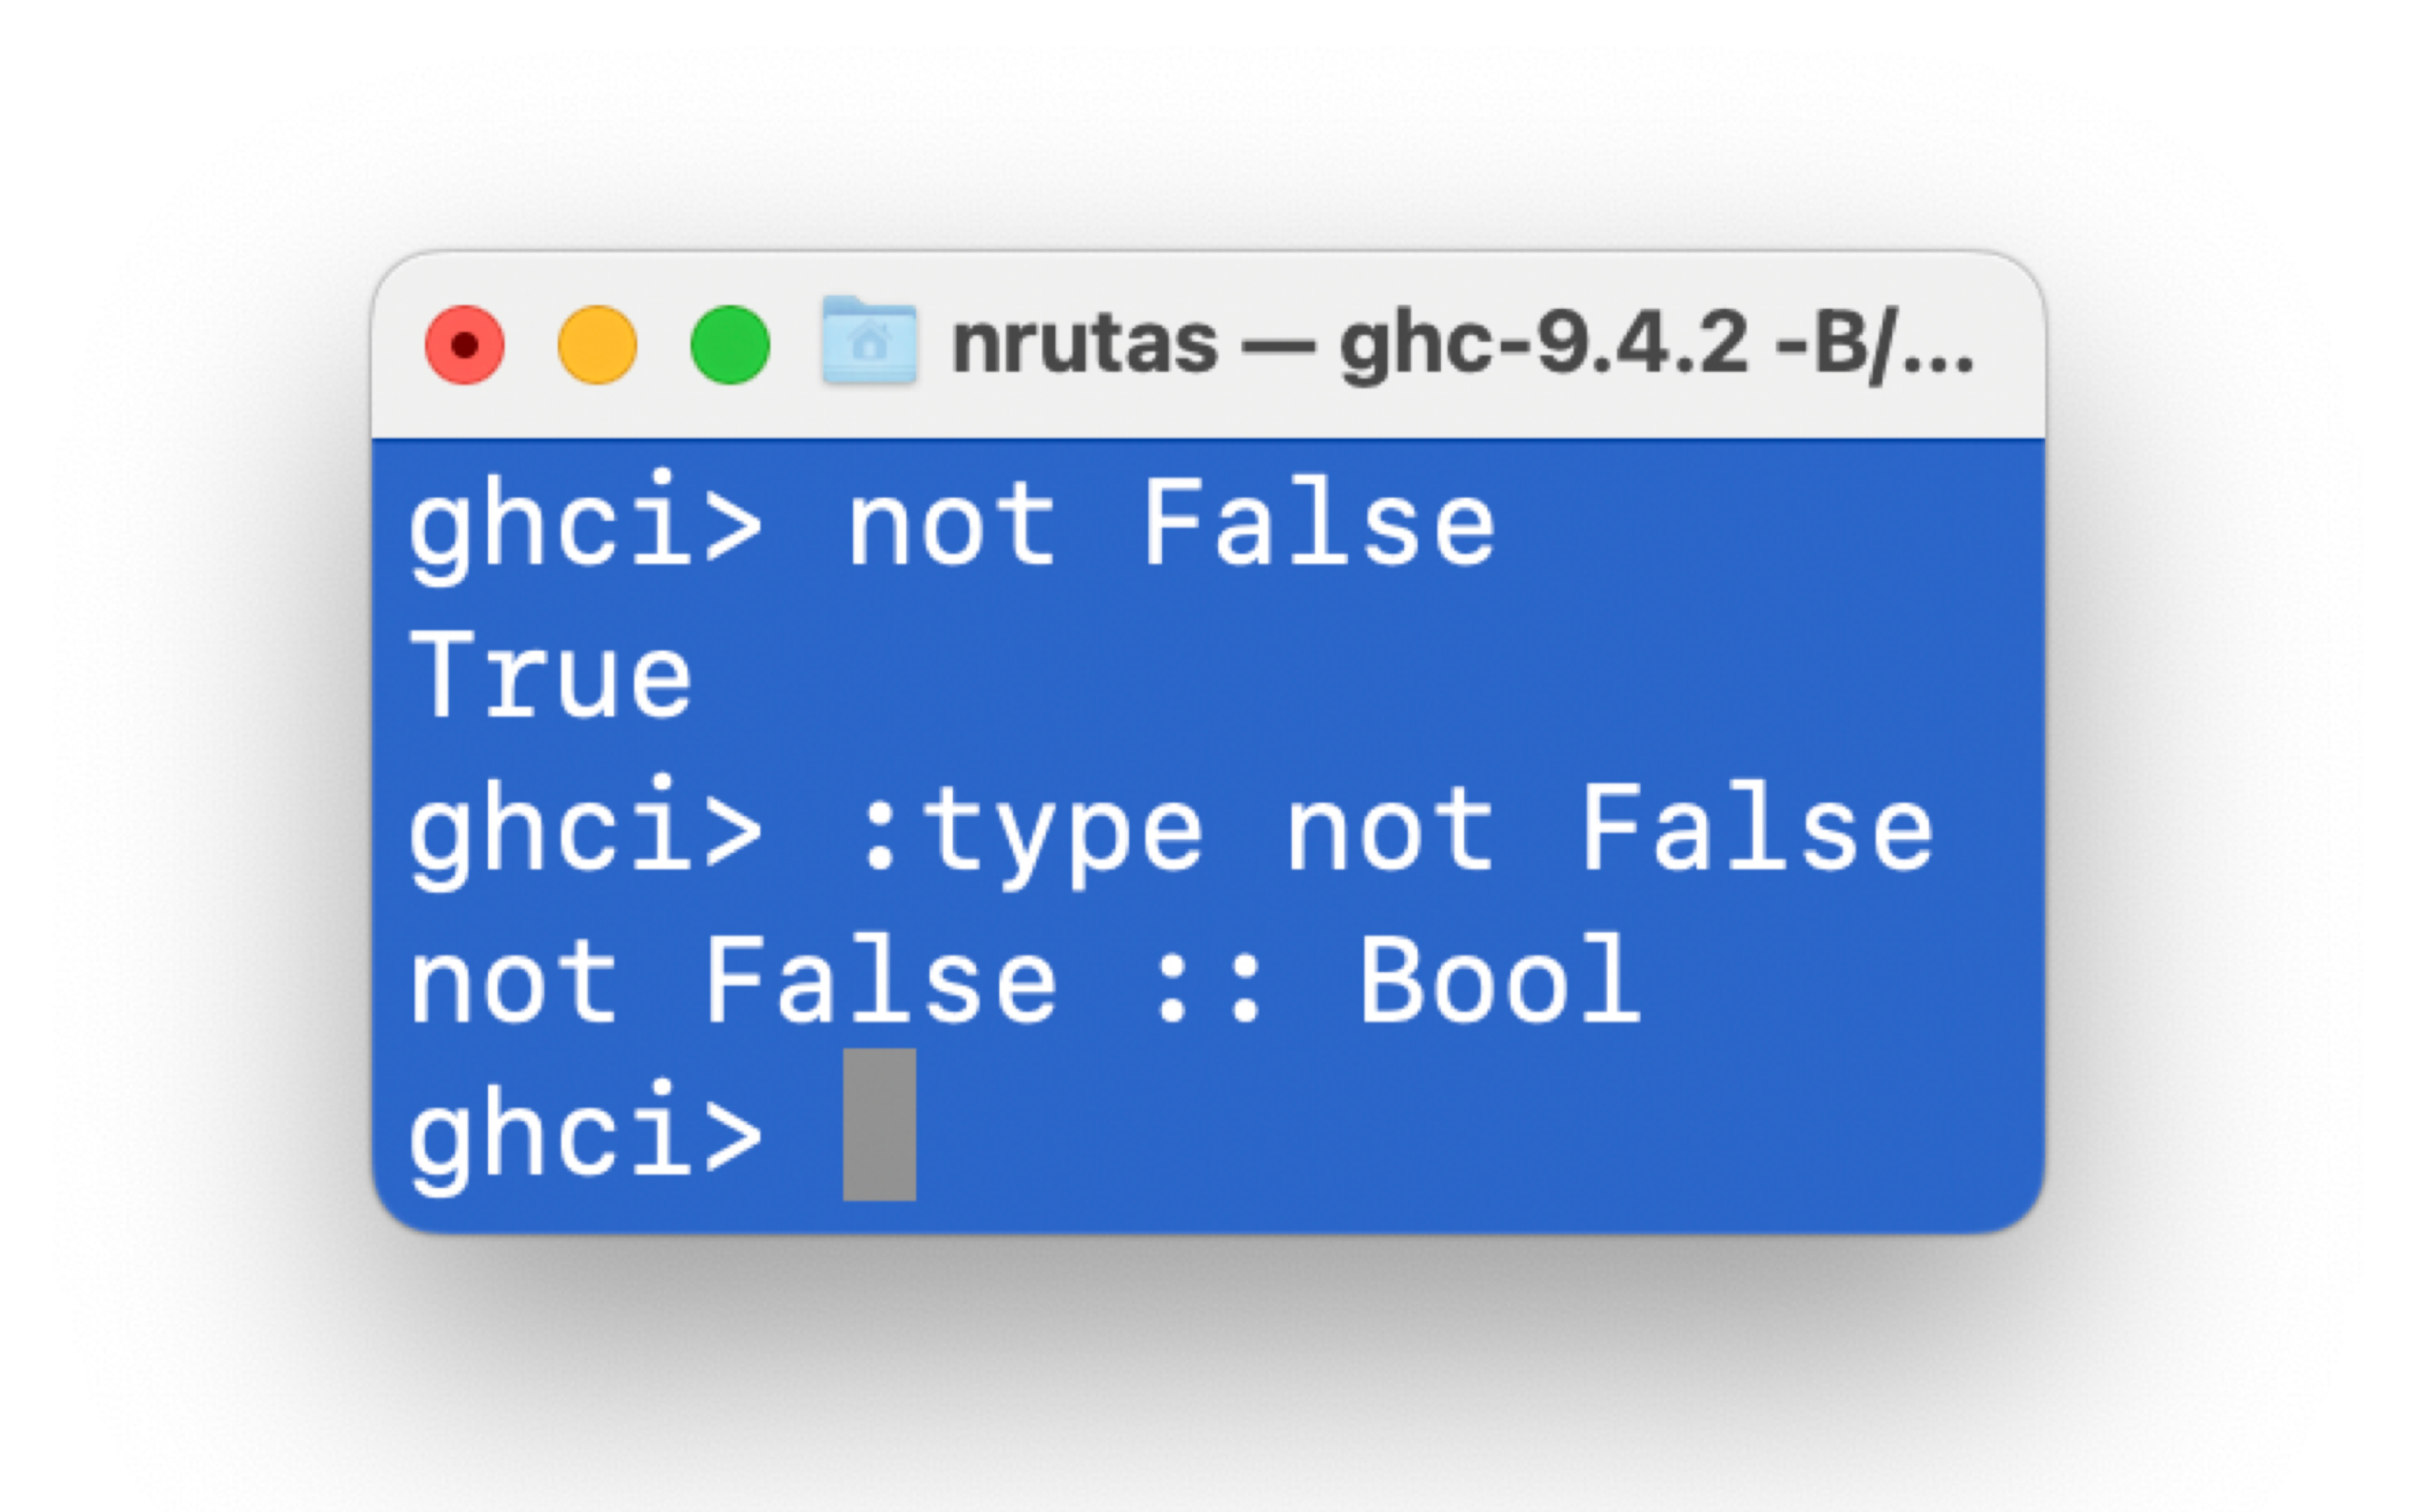 nrutas — ghc-9.4.2 -B/...
ghci> not False
True
ghci> :type not False
not False :: Bool
ghci>